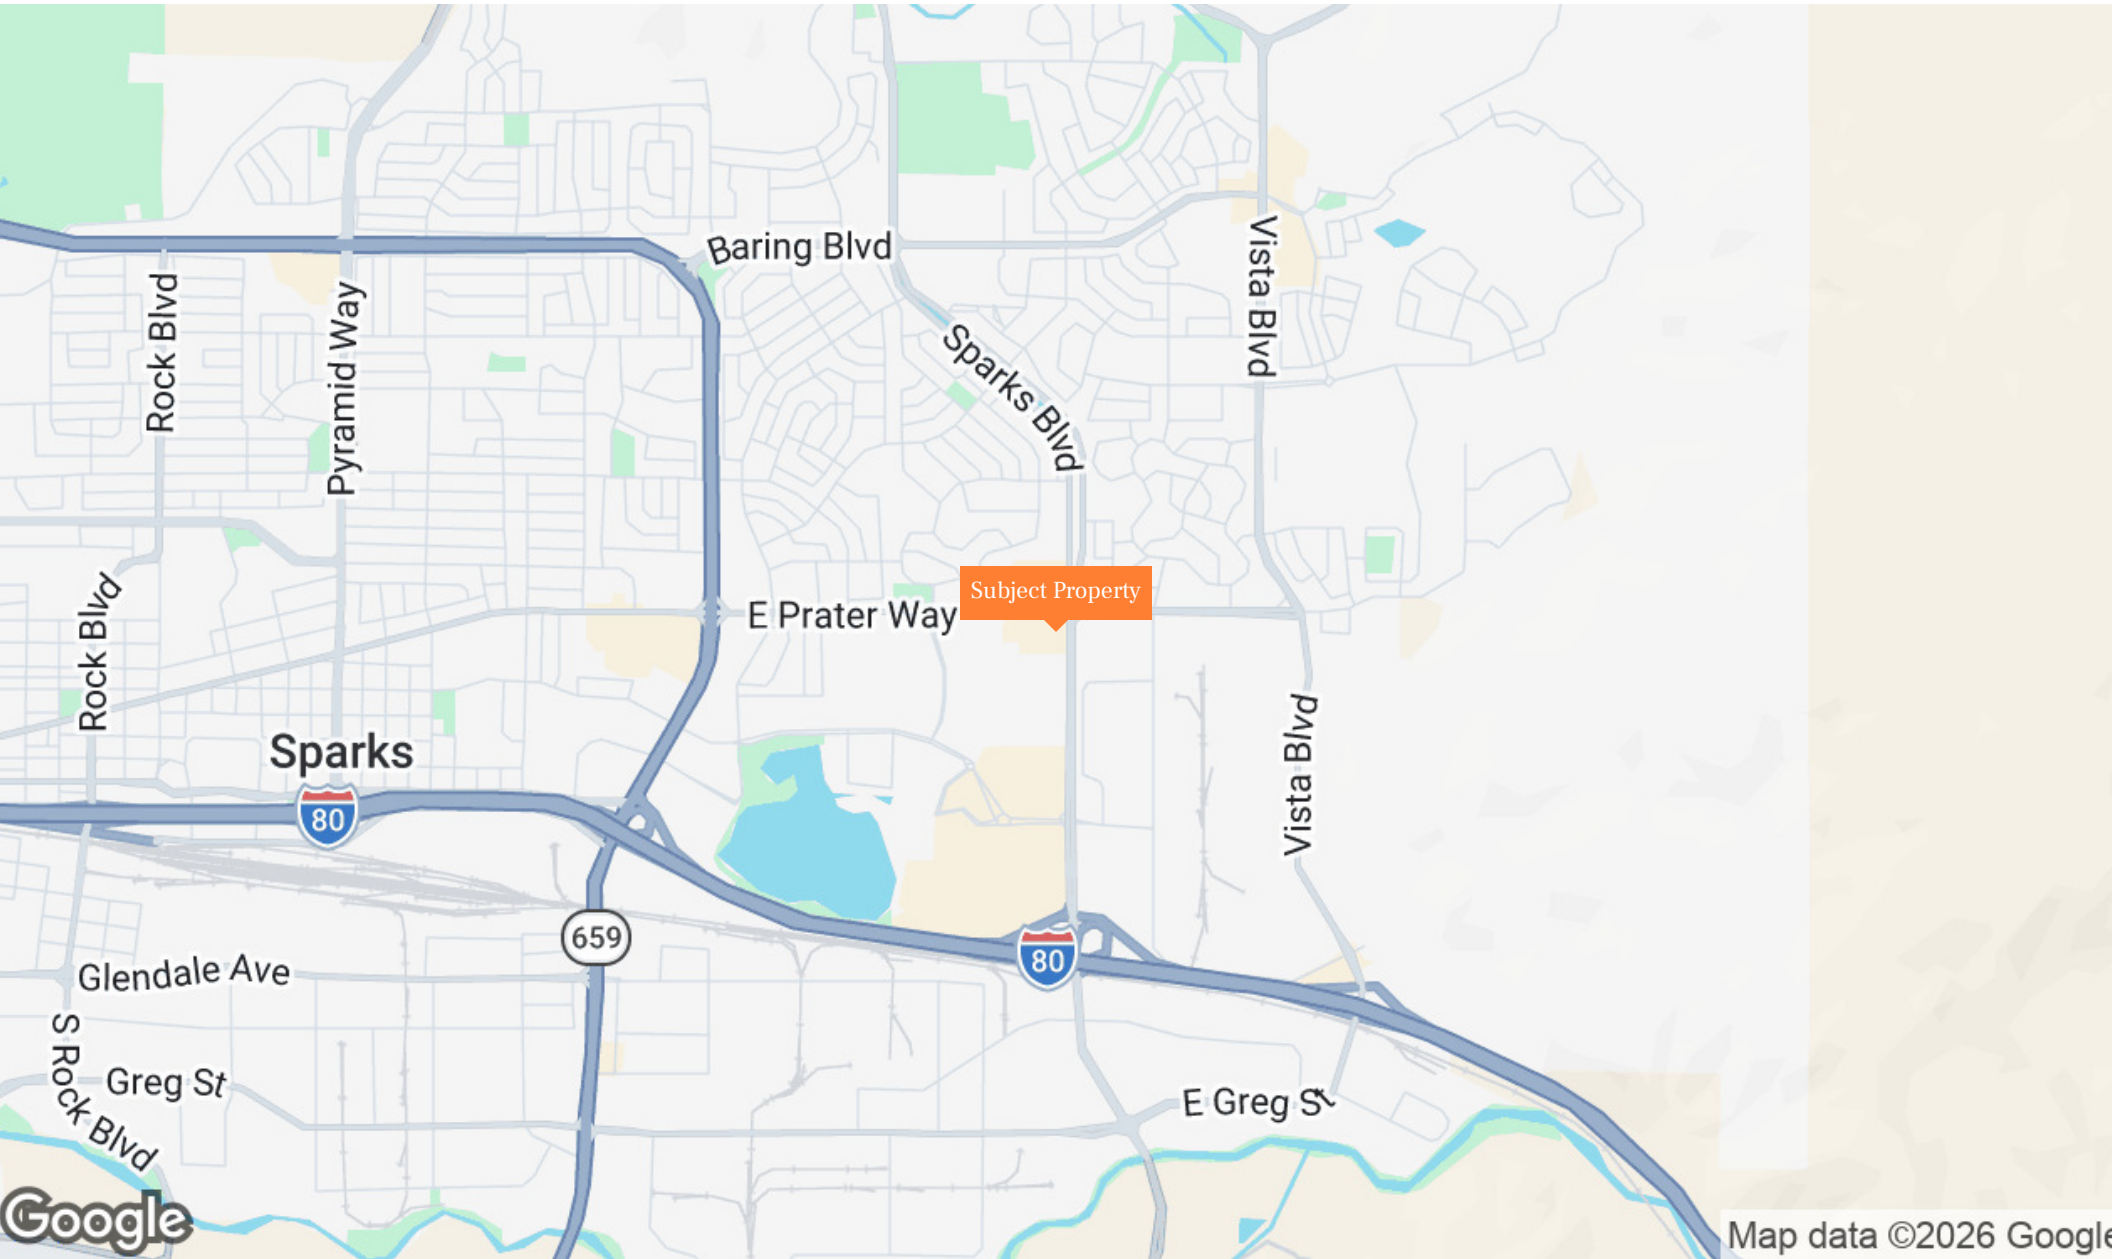 Baring Blvd
Rock Blvd
Pyramid Way
Vista Blvd
Sparks Blvd
Subject Property
E Prater Way
Rock Blvd
Sparks
Vista Blvd
80
659
80
Glendale Ave
S Rock Blvd
Greg St
E Greg St
Google
Map data ©2026 Google